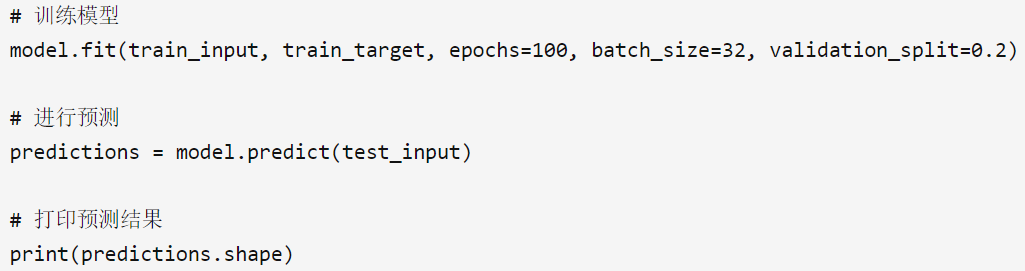 # 训练模型
model.fit(train_input, train_target, epochs=100, batch_size=32, validation_split=0.2)
# 进行预测
predictions = model.predict(test_input)
# 打印预测结果
print(predictions.shape)